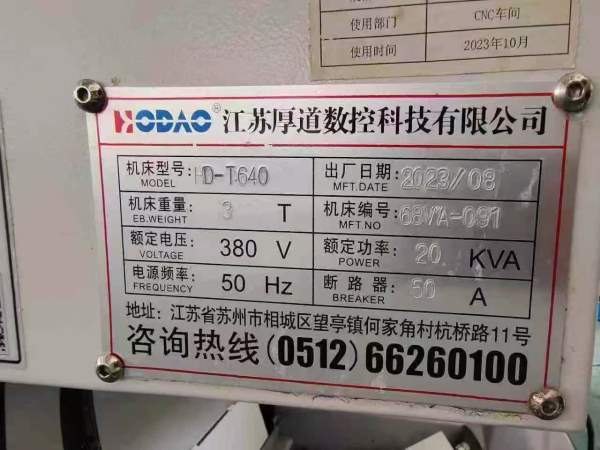 使用部门 CNC车间
使用时间 2023年10月
HODAO® 江苏厚道数控科技有限公司
机床型号: HD-T640 出厂日期: 2023/08
MODEL MFT.DATE
机床重量: 3 T 机床编号: 68VA-091
EB.WEIGHT MFT.NO
额定电压: 380 V 额定功率: 20 KVA
VOLTAGE POWER
电源频率: 50 Hz 断路器: 50 A
FREQUENCY BREAKER
地址: 江苏省苏州市相城区望亭镇何家角村杭桥路11号
咨询热线(0512)66260100